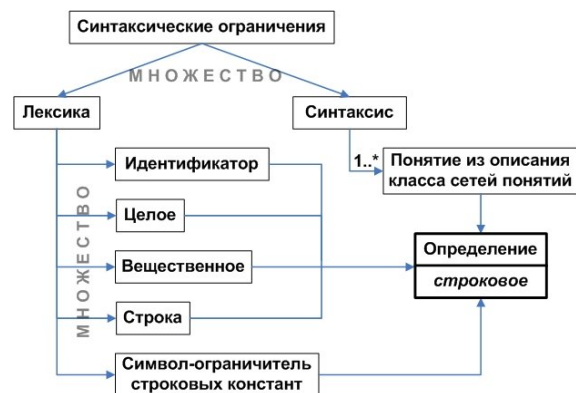 Синтаксические ограничения
МНОЖЕСТВО
Лексика
Синтаксис
Идентификатор
1..*
Понятие из описания
класса сетей понятий
МНОЖЕСТВО
Целое
Вещественное
Определение
строковое
Строка
Символ-ограничитель
строковых констант